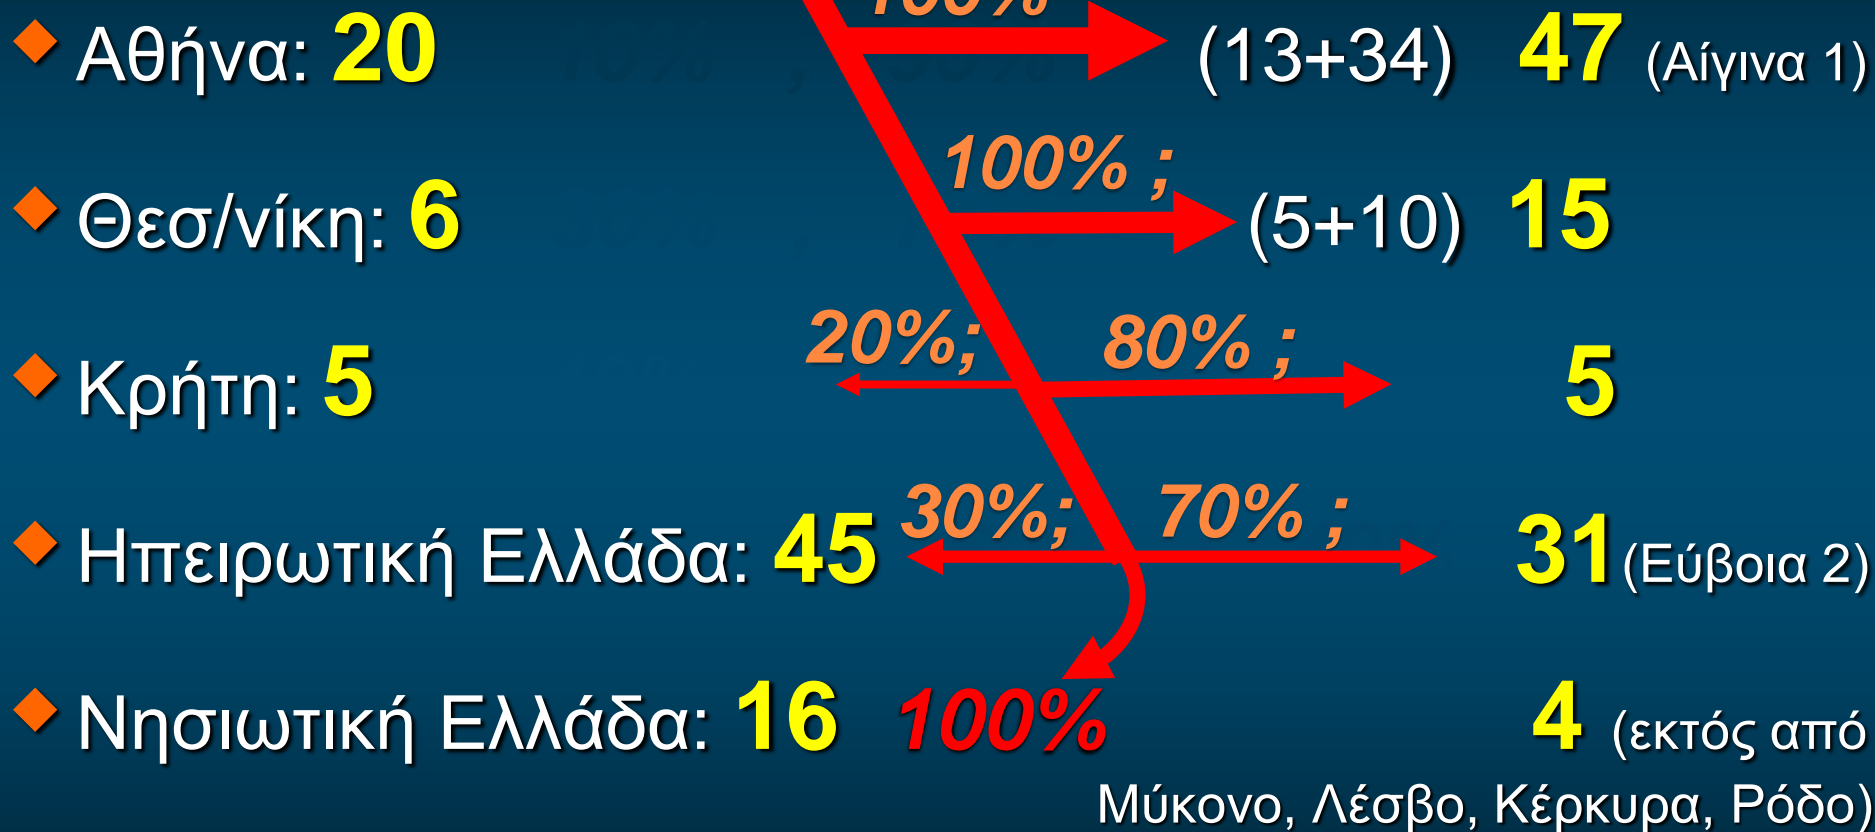 100%
Αθήνα: 20 (13+34) 47 (Αίγινα 1)
100% ;
Θεσ/νίκη: 6 (5+10) 15
20%; 80% ;
Κρήτη: 5 5
30%; 70% ;
Ηπειρωτική Ελλάδα: 45 31 (Εύβοια 2)
Νησιωτική Ελλάδα: 16 100% 4 (εκτός από
Μύκονο, Λέσβο, Κέρκυρα, Ρόδο)